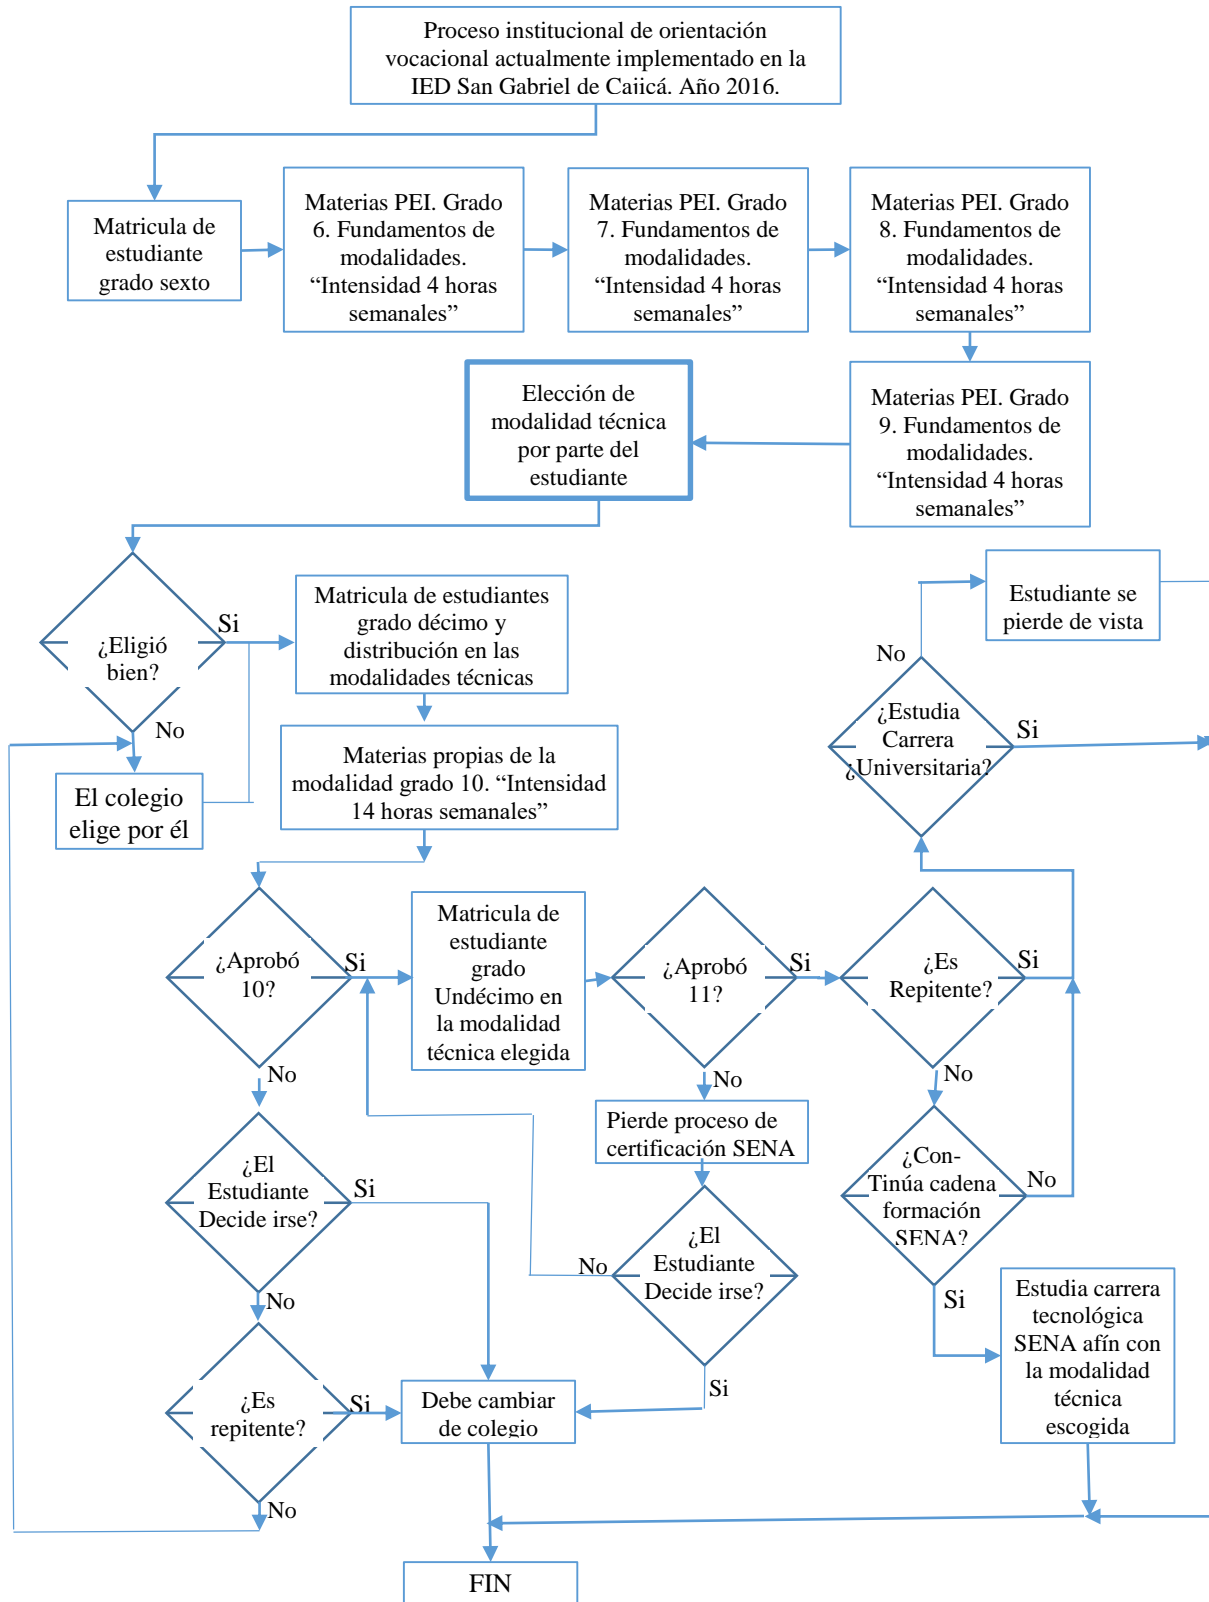 Proceso institucional de orientación
vocacional actualmente implementado en la
IED San Gabriel de Cajicá. Año 2016.
Matricula de
estudiante
grado sexto
Materias PEI. Grado
6. Fundamentos de
modalidades.
“Intensidad 4 horas
semanales”
Materias PEI. Grado
7. Fundamentos de
modalidades.
“Intensidad 4 horas
semanales”
Materias PEI. Grado
8. Fundamentos de
modalidades.
“Intensidad 4 horas
semanales”
Elección de
modalidad técnica
por parte del
estudiante
Materias PEI. Grado
9. Fundamentos de
modalidades.
“Intensidad 4 horas
semanales”
¿Eligió
bien?
Si
No
El colegio
elige por él
Matricula de estudiantes
grado décimo y
distribución en las
modalidades técnicas
Materias propias de la
modalidad grado 10. “Intensidad
14 horas semanales”
Estudiante se
pierde de vista
No
¿Estudia
Carrera
¿Universitaria?
Si
¿Aprobó
10?
Si
No
Matricula de
estudiante
grado
Undécimo en
la modalidad
técnica elegida
¿Aprobó
11?
Si
No
¿Es
Repitente?
Si
No
Pierde proceso de
certificación SENA
¿Con-
Tinúa cadena
formación
SENA?
No
Si
¿El
Estudiante
Decide irse?
Si
No
¿El
Estudiante
Decide irse?
No
Si
Estudia carrera
tecnológica
SENA afín con
la modalidad
técnica
escogida
¿Es
repitente?
Si
No
Debe cambiar
de colegio
FIN